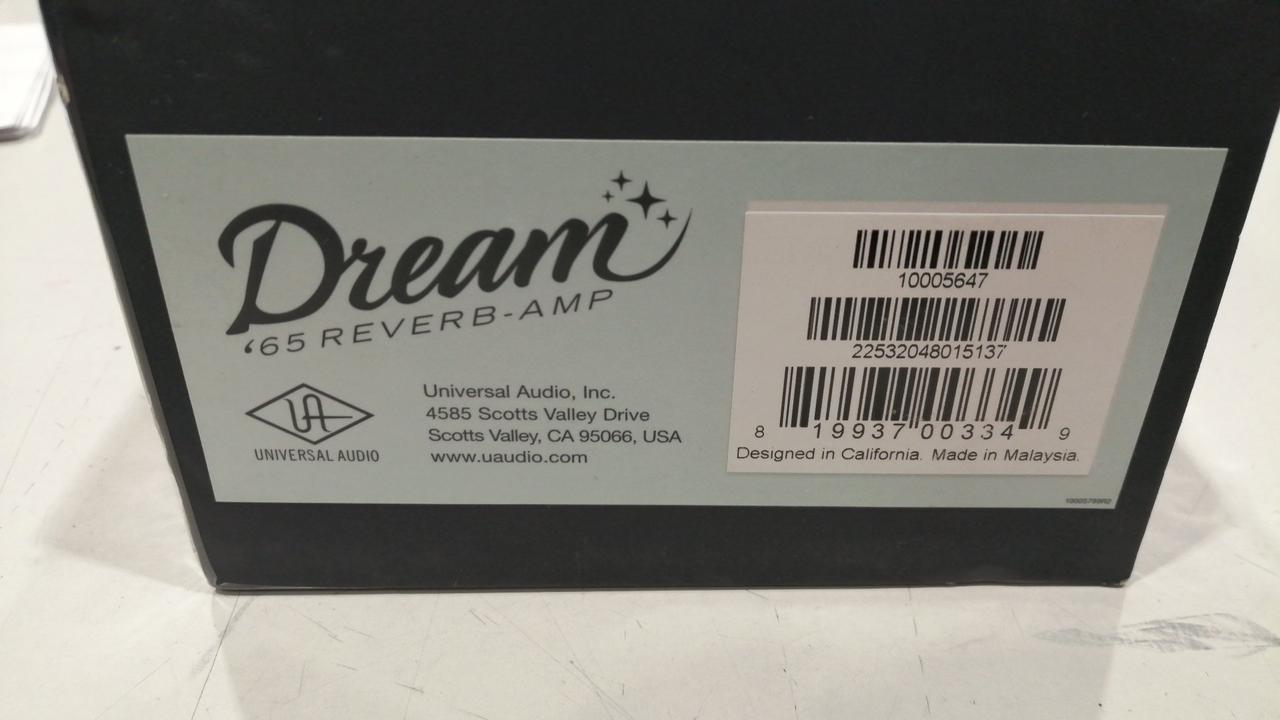 Dream
‘65 REVERB-AMP
UA
UNIVERSAL AUDIO
Universal Audio, Inc.
4585 Scotts Valley Drive
Scotts Valley, CA 95066, USA
www.uaudio.com
10005647
22532048015137
8 19937 00334 9
Designed in California. Made in Malaysia.